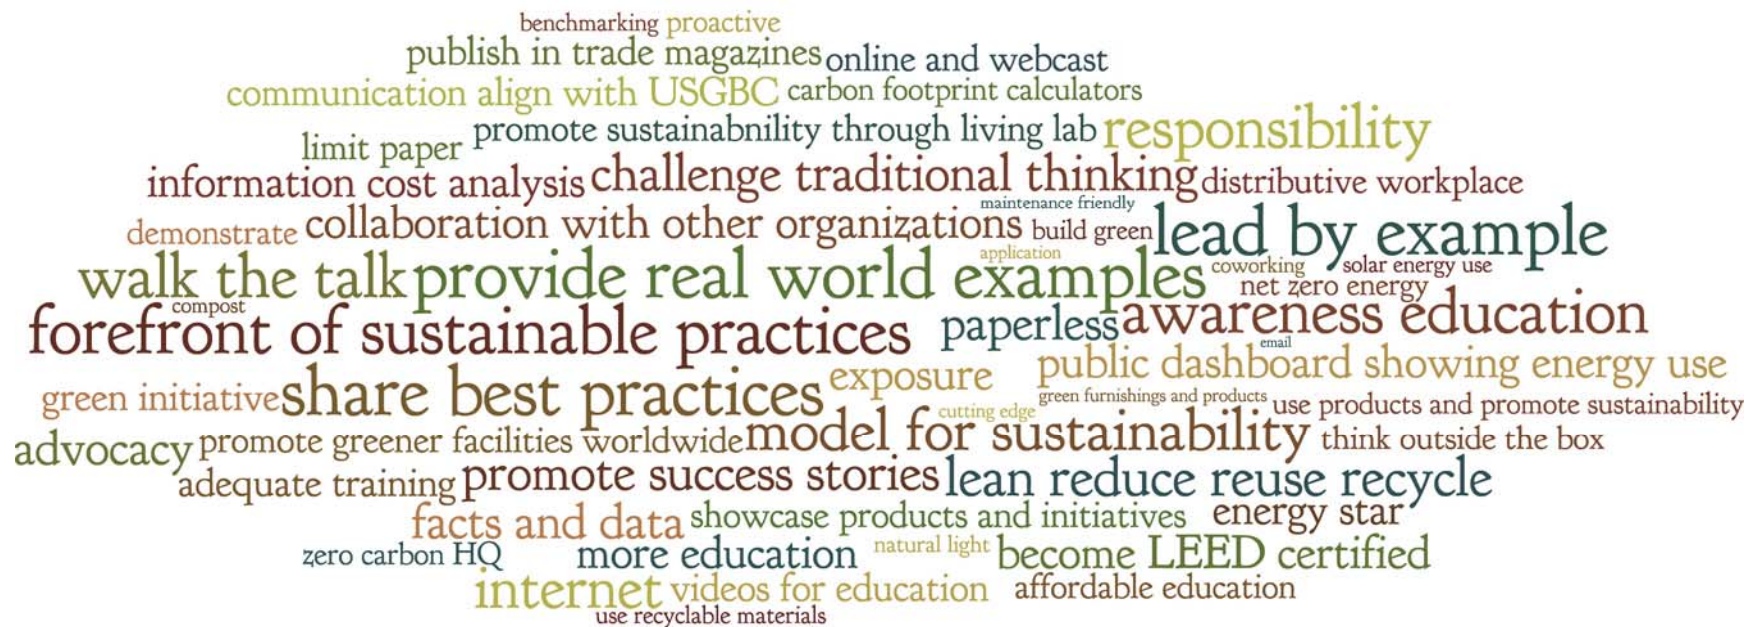 benchmarking proactive
publish in trade magazines online and webcast
communication align with USGBC carbon footprint calculators
limit paper promote sustainabnility through living lab responsibility
information cost analysis challenge traditional thinking distributive workplace
maintenance friendly
demonstrate collaboration with other organizations build green lead by example
application
walk the talk provide real world examples coworking solar energy use
net zero energy
compost
forefront of sustainable practices paperless awareness education
email
public dashboard showing energy use
green initiative share best practices exposure green furnishings and products use products and promote sustainability
cutting edge
advocacy promote greener facilities worldwide model for sustainability think outside the box
adequate training promote success stories lean reduce reuse recycle
facts and data showcase products and initiatives energy star
zero carbon HQ more education natural light become LEED certified
internet videos for education affordable education
use recyclable materials